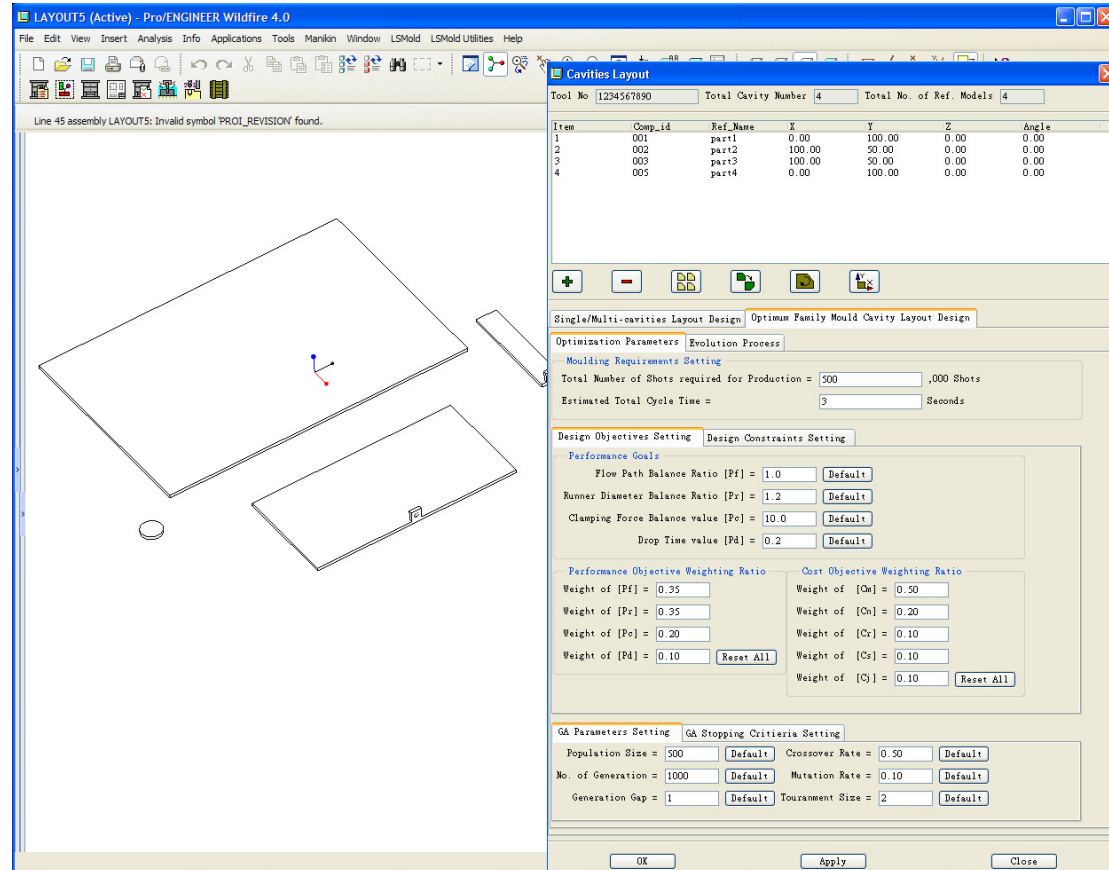 LAYOUT5 (Active) - Pro/ENGINEER Wildfire 4.0
File Edit View Insert Analysis Info Applications Tools Manikin Window LSMold LSMold Utilities Help
Line 45 assembly LAYOUT5: Invalid symbol 'PROI_REVISION' found.
Cavities Layout
Tool No 1234567890 Total Cavity Number 4 Total No. of Ref. Models 4
Item Comp_id Ref_Name X Y Z Angle
1 001 part1 0.00 100.00 0.00 0.00
2 002 part2 100.00 50.00 0.00 0.00
3 003 part3 100.00 50.00 0.00 0.00
4 005 part4 0.00 100.00 0.00 0.00
Single/Multi-cavities Layout Design Optimum Family Mould Cavity Layout Design
Optimization Parameters Evolution Process
Moulding Requirements Setting
Total Number of Shots required for Production = 500 ,000 Shots
Estimated Total Cycle Time = 3 Seconds
Design Objectives Setting Design Constraints Setting
Performance Goals
Flow Path Balance Ratio [Pf] = 1.0 Default
Runner Diameter Balance Ratio [Pr] = 1.2 Default
Clamping Force Balance value [Pc] = 10.0 Default
Drop Time value [Pd] = 0.2 Default
Performance Objective Weighting Ratio Cost Objective Weighting Ratio
Weight of [Pf] = 0.35 Weight of [Cm] = 0.50
Weight of [Pr] = 0.35 Weight of [Cn] = 0.20
Weight of [Pc] = 0.20 Weight of [Cr] = 0.10
Weight of [Pd] = 0.10 Reset All Weight of [Cs] = 0.10
Weight of [Cj] = 0.10 Reset All
GA Parameters Setting GA Stopping Critieria Setting
Population Size = 500 Default Crossover Rate = 0.50 Default
No. of Generation = 1000 Default Mutation Rate = 0.10 Default
Generation Gap = 1 Default Touranment Size = 2 Default
OK Apply Close